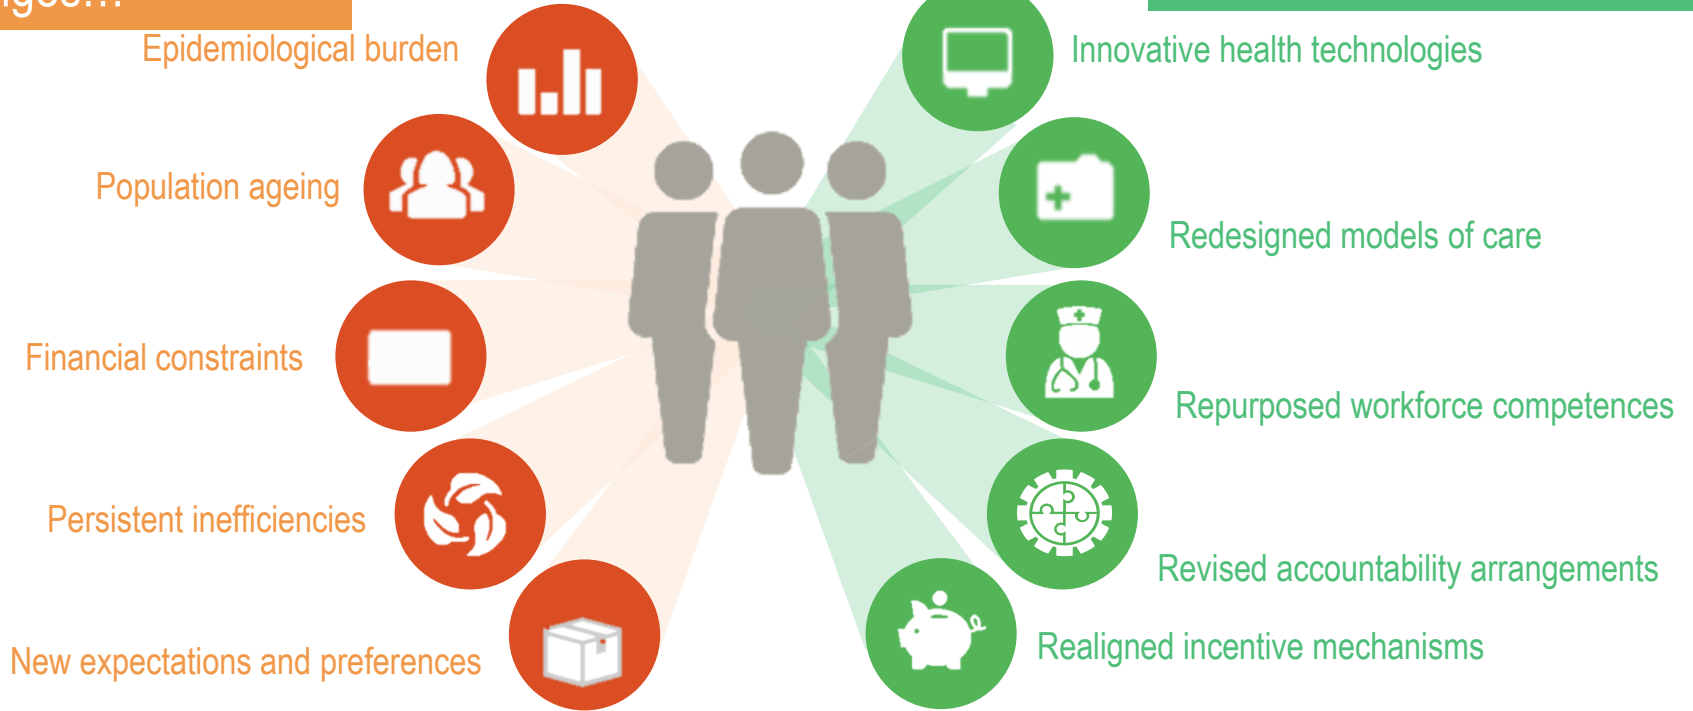 Epidemiological burden
Population ageing
Financial constraints
Persistent inefficiencies
New expectations and preferences
Innovative health technologies
Redesigned models of care
Repurposed workforce competences
Revised accountability arrangements
Realigned incentive mechanisms